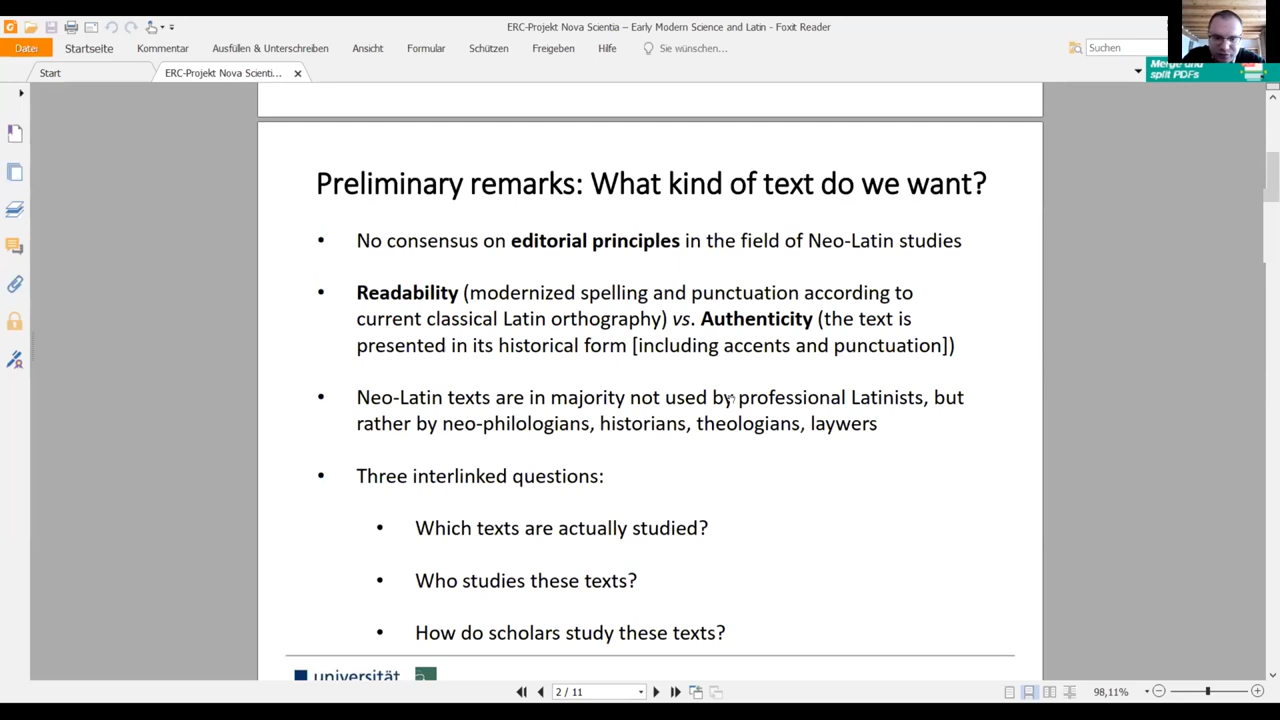 ERC-Projekt Nova Scientia – Early Modern Science and Latin - Foxit Reader
Datei Startseite Kommentar Ausfüllen & Unterschreiben Ansicht Formular Schützen Freigeben Hilfe Sie wünschen... Suchen
Start ERC-Projekt Nova Scienti...
Merge and
split PDFs
Preliminary remarks: What kind of text do we want?
• No consensus on editorial principles in the field of Neo-Latin studies
• Readability (modernized spelling and punctuation according to
current classical Latin orthography) vs. Authenticity (the text is
presented in its historical form [including accents and punctuation])
• Neo-Latin texts are in majority not used by professional Latinists, but
rather by neo-philologians, historians, theologians, laywers
• Three interlinked questions:
• Which texts are actually studied?
• Who studies these texts?
• How do scholars study these texts?
universität
2 / 11
98,11%